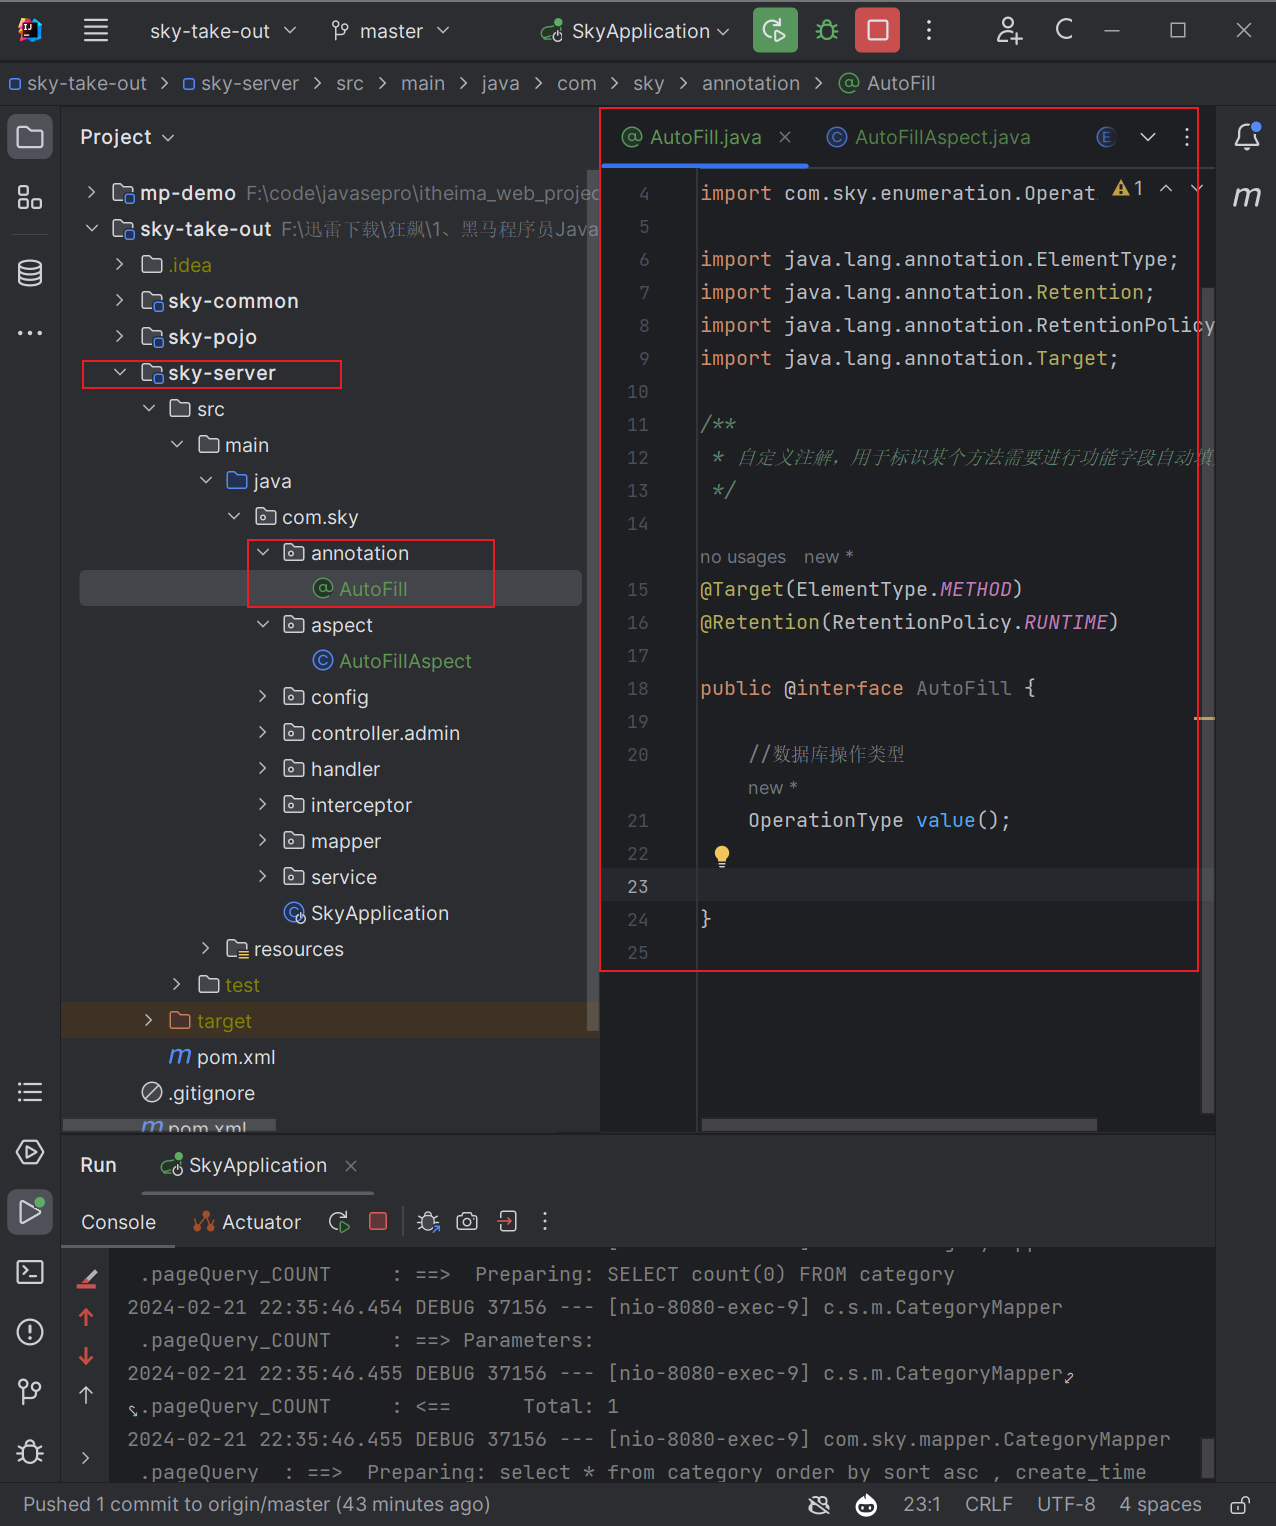 sky-take-out master SkyApplication
sky-take-out > sky-server > src > main > java > com > sky > annotation > AutoFill
Project
mp-demo F:\code\javasepro\itheima_web_projec
sky-take-out F:\迅雷下载\狂飙\1、黑马程序员Java
.idea
sky-common
sky-pojo
sky-server
src
main
java
com.sky
annotation
AutoFill
aspect
AutoFillAspect
config
controller.admin
handler
interceptor
mapper
service
SkyApplication
resources
test
target
pom.xml
.gitignore
pom.xml
AutoFill.java AutoFillAspect.java
4 import com.sky.enumeration.Operat 1
5
6 import java.lang.annotation.ElementType;
7 import java.lang.annotation.Retention;
8 import java.lang.annotation.RetentionPolicy
9 import java.lang.annotation.Target;
10
11 /**
12 * 自定义注解，用于标识某个方法需要进行功能字段自动填
13 */
14
no usages new *
15 @Target(ElementType.METHOD)
16 @Retention(RetentionPolicy.RUNTIME)
17
18 public @interface AutoFill {
19
20 //数据库操作类型
new *
21 OperationType value();
22
23
24 }
25
Run SkyApplication
Console Actuator
.pageQuery_COUNT : ==> Preparing: SELECT count(0) FROM category
2024-02-21 22:35:46.454 DEBUG 37156 --- [nio-8080-exec-9] c.s.m.CategoryMapper
.pageQuery_COUNT : ==> Parameters:
2024-02-21 22:35:46.455 DEBUG 37156 --- [nio-8080-exec-9] c.s.m.CategoryMapper
.pageQuery_COUNT : <== Total: 1
2024-02-21 22:35:46.455 DEBUG 37156 --- [nio-8080-exec-9] com.sky.mapper.CategoryMapper
.pageQuery : ==> Preparing: select * from category order by sort asc , create_time
Pushed 1 commit to origin/master (43 minutes ago) 23:1 CRLF UTF-8 4 spaces